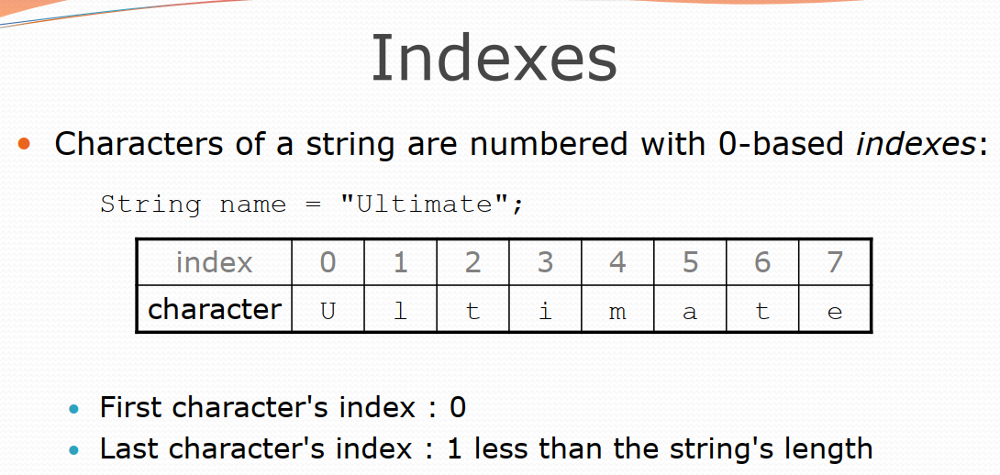 Indexes
Characters of a string are numbered with 0-based indexes:
String name = "Ultimate";
index 0 1 2 3 4 5 6 7
character U l t i m a t e
First character's index : 0
Last character's index : 1 less than the string's length